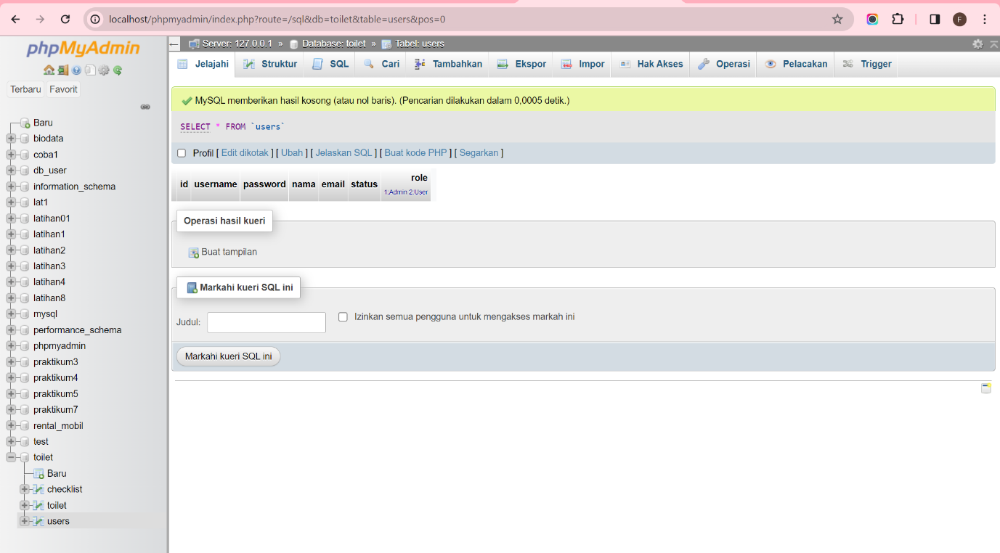 localhost/phpmyadmin/index.php?route=/sql&db=toilet&table=users&pos=0
F
phpMyAdmin
Terbaru Favorit
Baru
biodata
coba1
db_user
information_schema
lat1
latihan01
latihan1
latihan2
latihan3
latihan4
latihan8
mysql
performance_schema
phpmyadmin
praktikum3
praktikum4
praktikum5
praktikum7
rental_mobil
test
toilet
Baru
checklist
toilet
users
Server: 127.0.0.1 » Database: toilet » Tabel: users
Jelajahi Struktur SQL Cari Tambahkan Ekspor Impor Hak Akses Operasi Pelacakan Trigger
MySQL memberikan hasil kosong (atau nol baris). (Pencarian dilakukan dalam 0,0005 detik.)
SELECT * FROM `users`
Profil [ Edit dikotak ] [ Ubah ] [ Jelaskan SQL ] [ Buat kode PHP ] [ Segarkan ]
id username password nama email status role
1:Admin 2:User
Operasi hasil kueri
Buat tampilan
Markahi kueri SQL ini
Judul: Izinkan semua pengguna untuk mengakses markah ini
Markahi kueri SQL ini